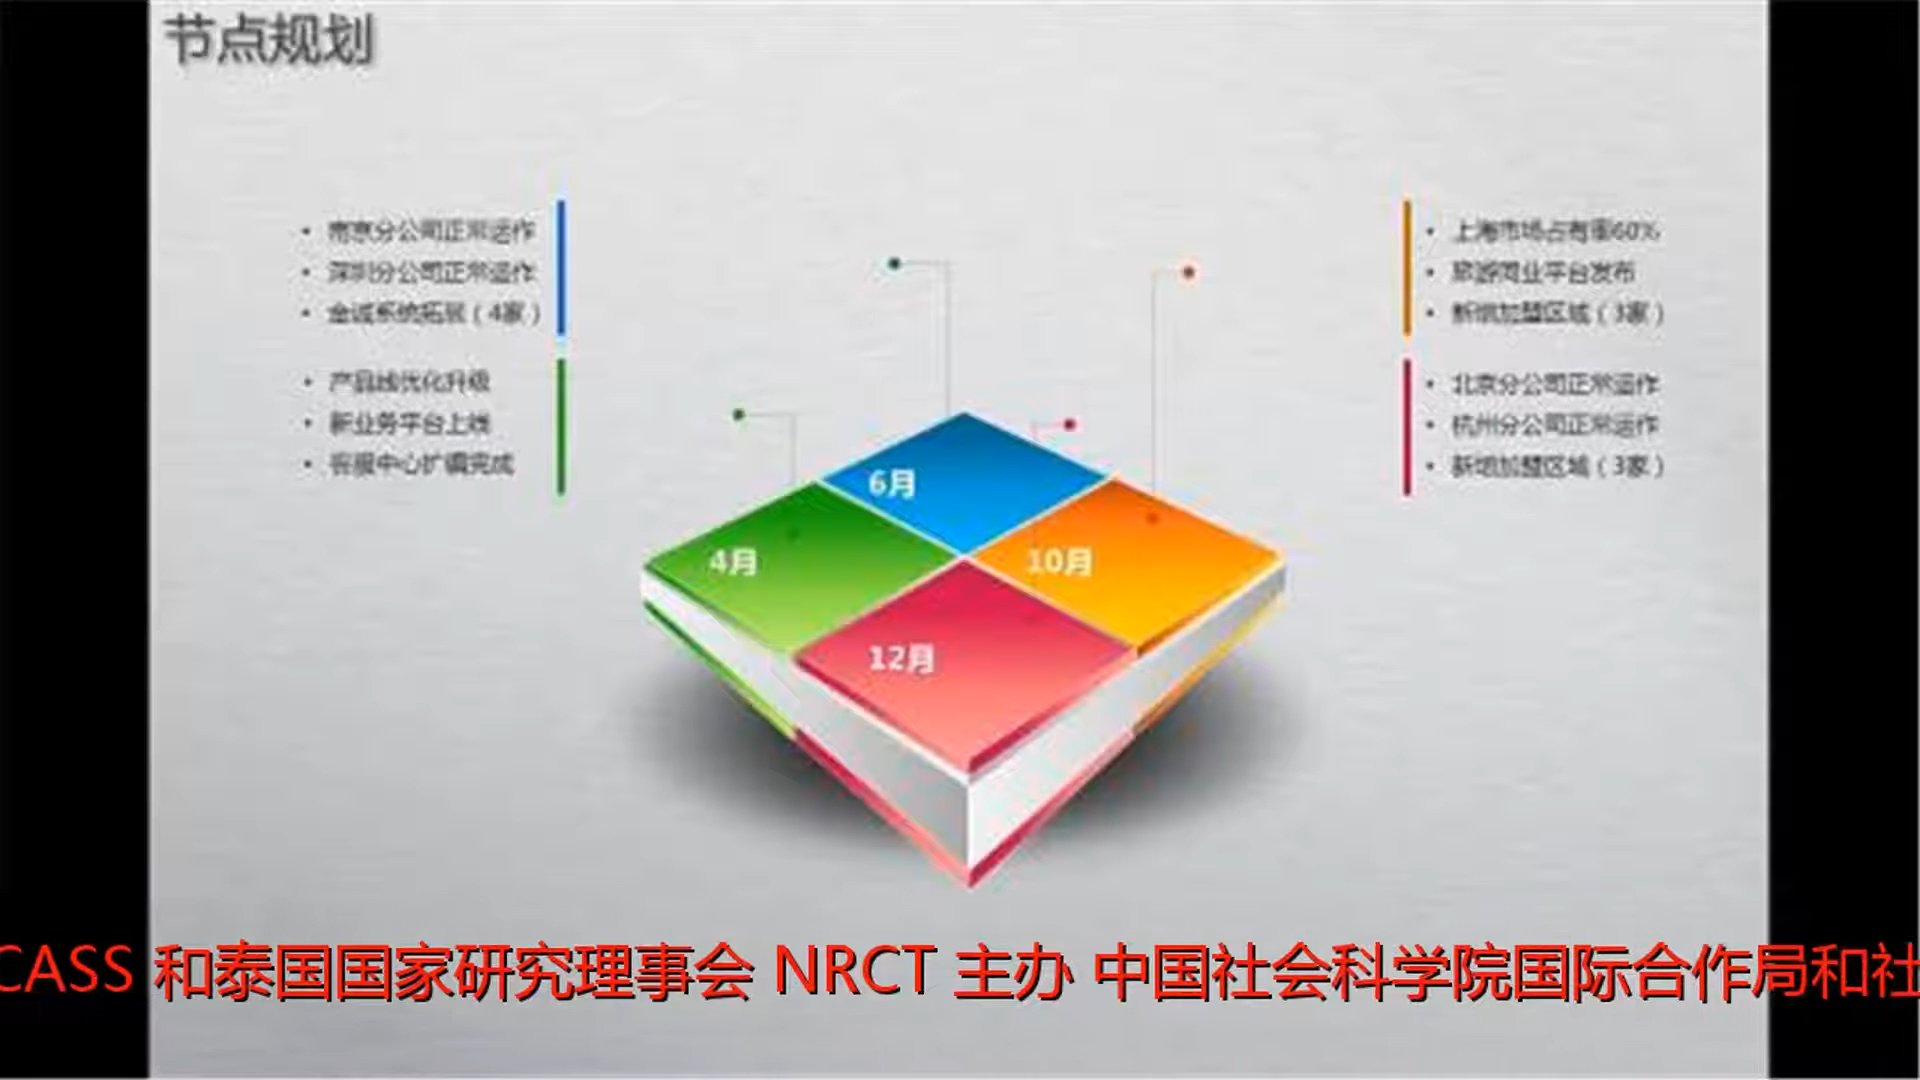 节点规划
• 南京分公司正常运作
• 深圳分公司正常运作
• 金诚系统拓展（4家）
• 产品线优化升级
• 新业务平台上线
• 客服中心扩编完成
• 上海市场占有率60%
• 旅游同业平台发布
• 新增加盟区域（3家）
• 北京分公司正常运作
• 杭州分公司正常运作
• 新增加盟区域（3家）
6月
4月
10月
12月
CASS 和泰国国家研究理事会 NRCT 主办 中国社会科学院国际合作局和社